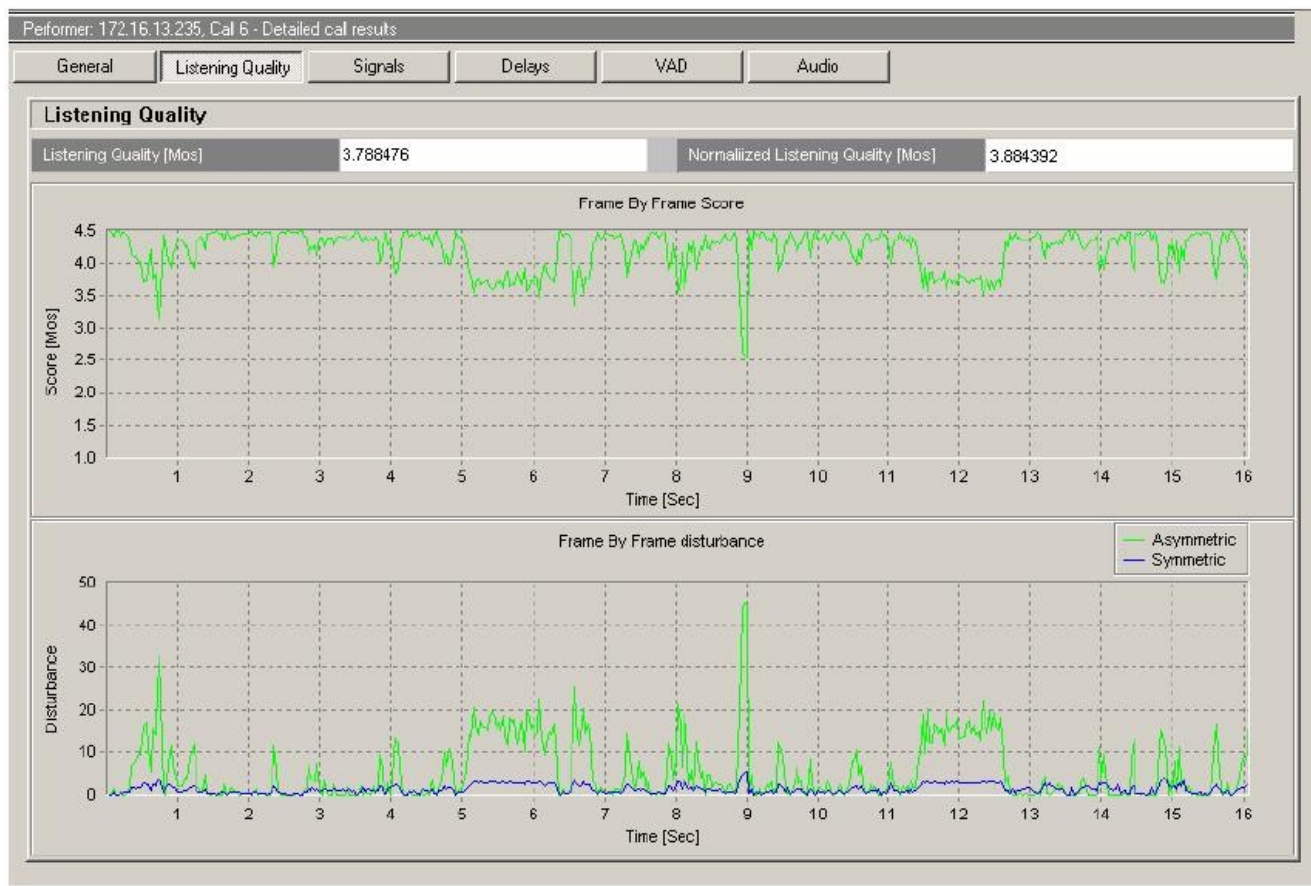 Performer: 172.16.13.235, Call 6 - Detailed call results
General Listening Quality Signals Delays VAD Audio
Listening Quality
Listening Quality [Mos] 3.788476 Normaliized Listening Quality [Mos] 3.884392
Frame By Frame Score
4.5
4.0
3.5
3.0
2.5
2.0
1.5
1.0
Score [Mos]
1 2 3 4 5 6 7 8 9 10 11 12 13 14 15 16
Time [Sec]
Frame By Frame disturbance
Asymmetric
Symmetric
50
40
30
20
10
0
Disturbance
1 2 3 4 5 6 7 8 9 10 11 12 13 14 15 16
Time [Sec]